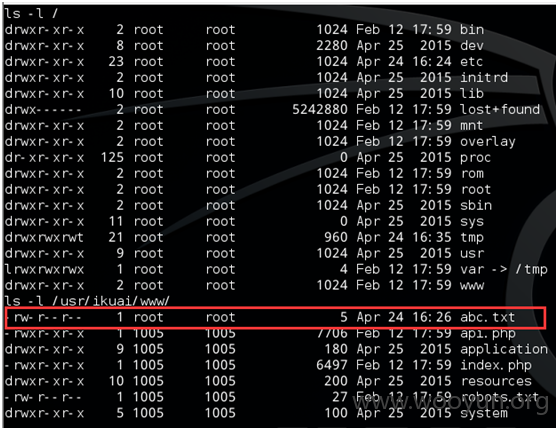 ls -l /
drwxr-xr-x 2 root root 1024 Feb 12 17:59 bin
drwxr-xr-x 8 root root 2280 Apr 25 2015 dev
drwxr-xr-x 23 root root 1024 Apr 24 16:24 etc
drwxr-xr-x 2 root root 1024 Feb 12 17:59 initrd
drwxr-xr-x 10 root root 1024 Feb 12 17:59 lib
drwx------ 2 root root 5242880 Feb 12 17:59 lost+found
drwxr-xr-x 2 root root 1024 Feb 12 17:59 mnt
drwxr-xr-x 2 root root 1024 Feb 12 17:59 overlay
dr-xr-xr-x 125 root root 0 Apr 25 2015 proc
drwxr-xr-x 2 root root 1024 Feb 12 17:59 rom
drwxr-xr-x 2 root root 1024 Feb 12 17:59 root
drwxr-xr-x 2 root root 1024 Feb 12 17:59 sbin
drwxr-xr-x 11 root root 0 Apr 25 2015 sys
drwxrwxrwt 21 root root 960 Apr 24 16:35 tmp
drwxr-xr-x 9 root root 1024 Apr 25 2015 usr
lrwxrwxrwx 1 root root 4 Feb 12 17:59 var -> /tmp
drwxr-xr-x 2 root root 1024 Feb 12 17:59 www
ls -l /usr/ikuai/www/
-rw-r--r-- 1 root root 5 Apr 24 16:26 abc.txt
-rwxr-xr-x 1 1005 1005 7706 Feb 12 17:59 api.php
drwxr-xr-x 9 1005 1005 180 Apr 25 2015 application
-rwxr-xr-x 1 1005 1005 6497 Feb 12 17:59 index.php
drwxr-xr-x 10 1005 1005 200 Apr 25 2015 resources
-rw-r--r-- 1 1005 1005 27 Feb 12 17:59 robots.txt
drwxr-xr-x 5 1005 1005 100 Apr 25 2015 system
www.wooyun.org